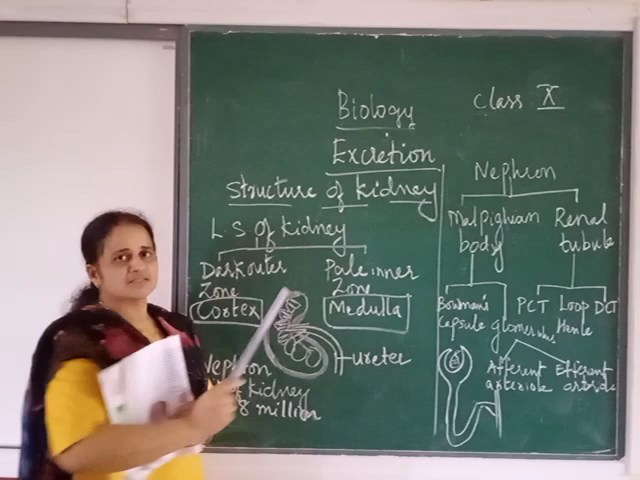 Biology
Class X
Excretion
Structure of kidney
L.S of kidney
Dark outer
Zone
Cortex
Pale inner
Zone
Medulla
ureter
Nephron
of kidney
8 million
Nephron
Malpighian
body
Renal
tubule
Bowman's
Capsule
glomerulus
PCT
Loop
Henle
DCT
Afferent
arteriole
Efferent
arteriole